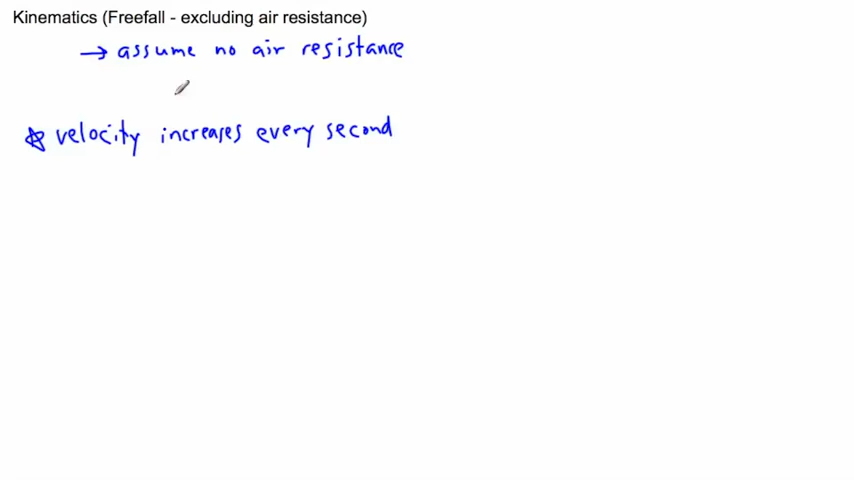 Kinematics (Freefall - excluding air resistance)
→ assume no air resistance
☆ velocity increases every second